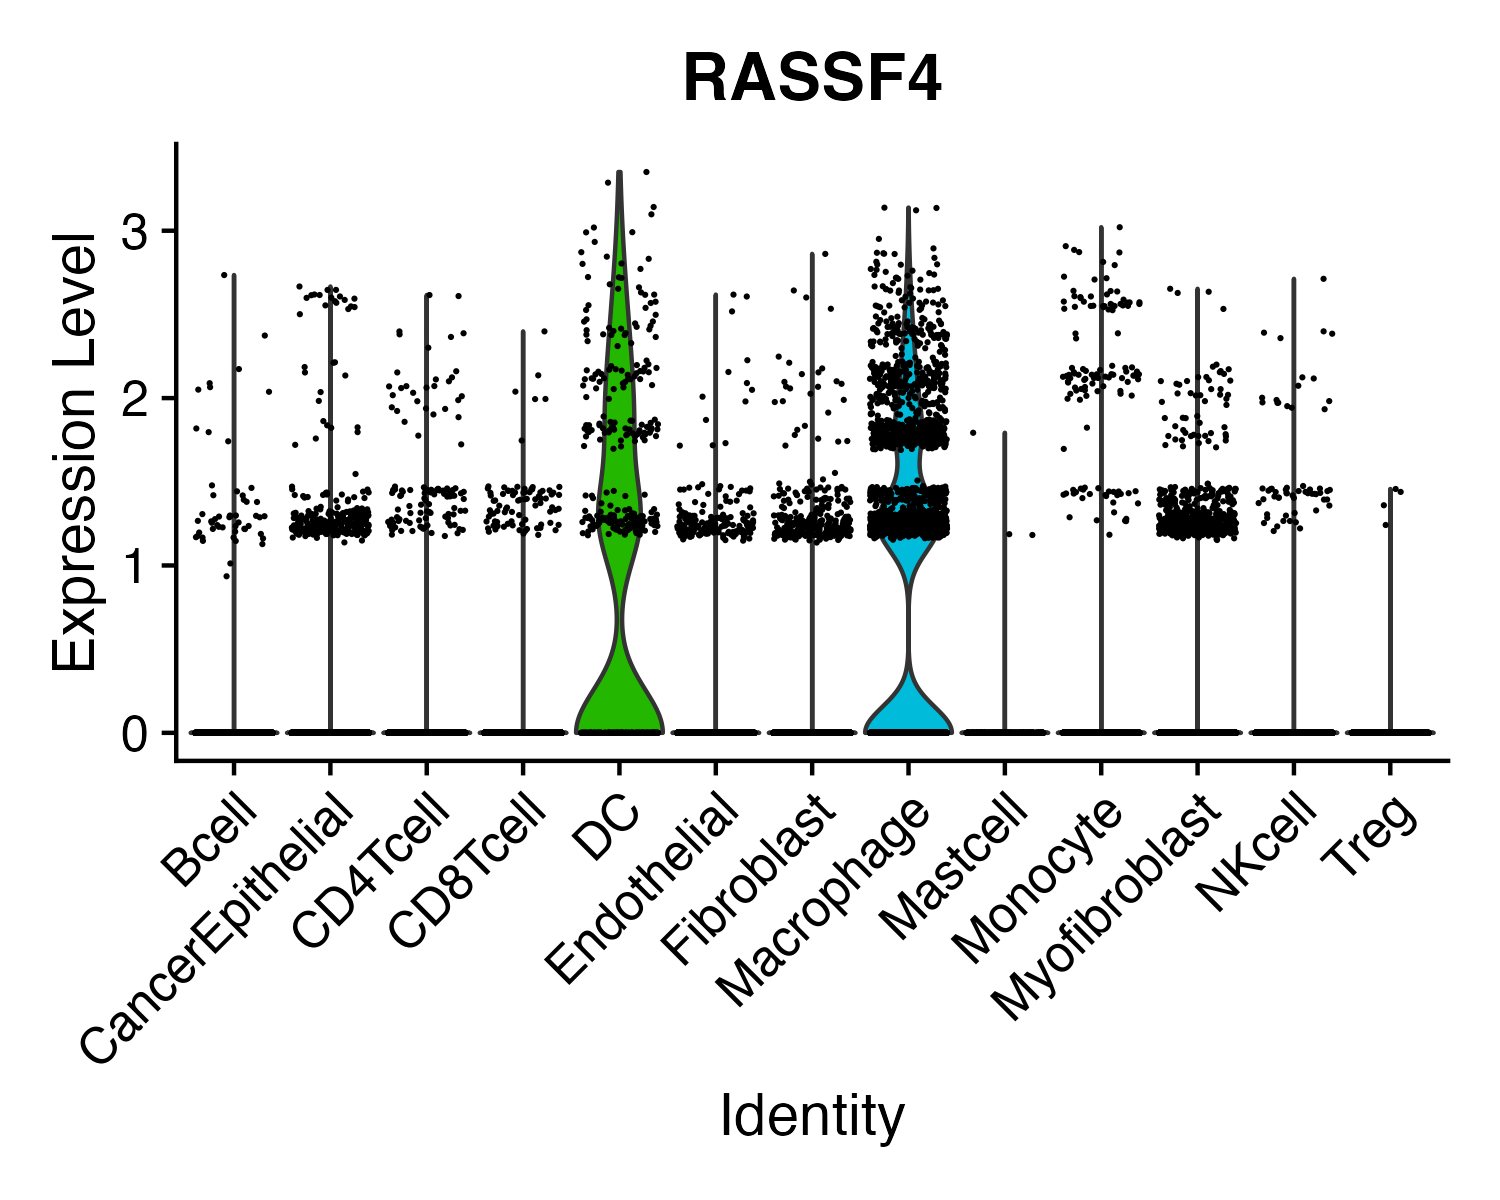 RASSF4
Expression Level
3
2
1
0
Bcell
CancerEpithelial
CD4Tcell
CD8Tcell
DC
Endothelial
Fibroblast
Macrophage
Mastcell
Monocyte
Myofibroblast
NKcell
Treg
Identity